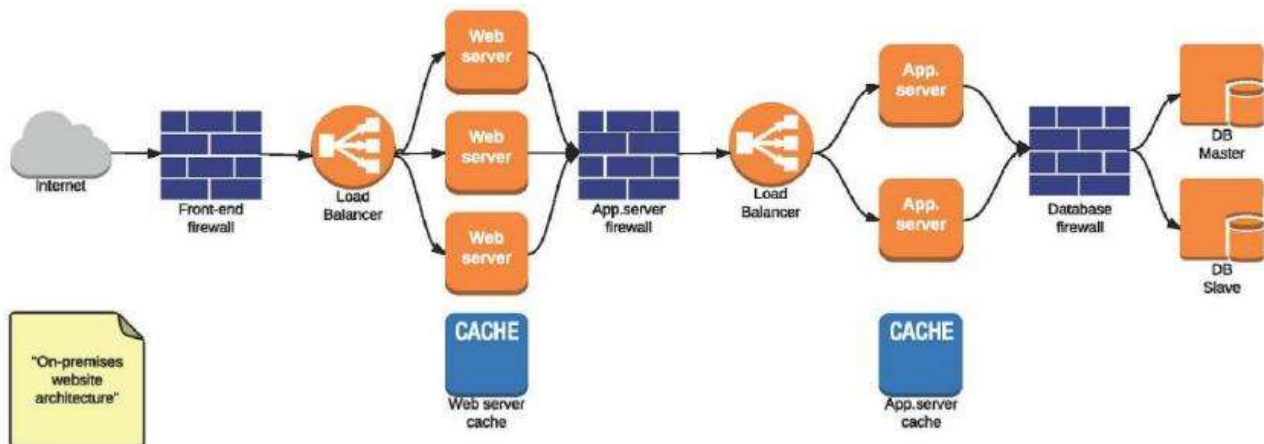 Internet
Front-end
firewall
Load
Balancer
Web
server
Web
server
Web
server
App.server
firewall
Load
Balancer
App.
server
App.
server
Database
firewall
DB
Master
DB
Slave
"On-premises
website
architecture"
CACHE
Web server
cache
CACHE
App.server
cache